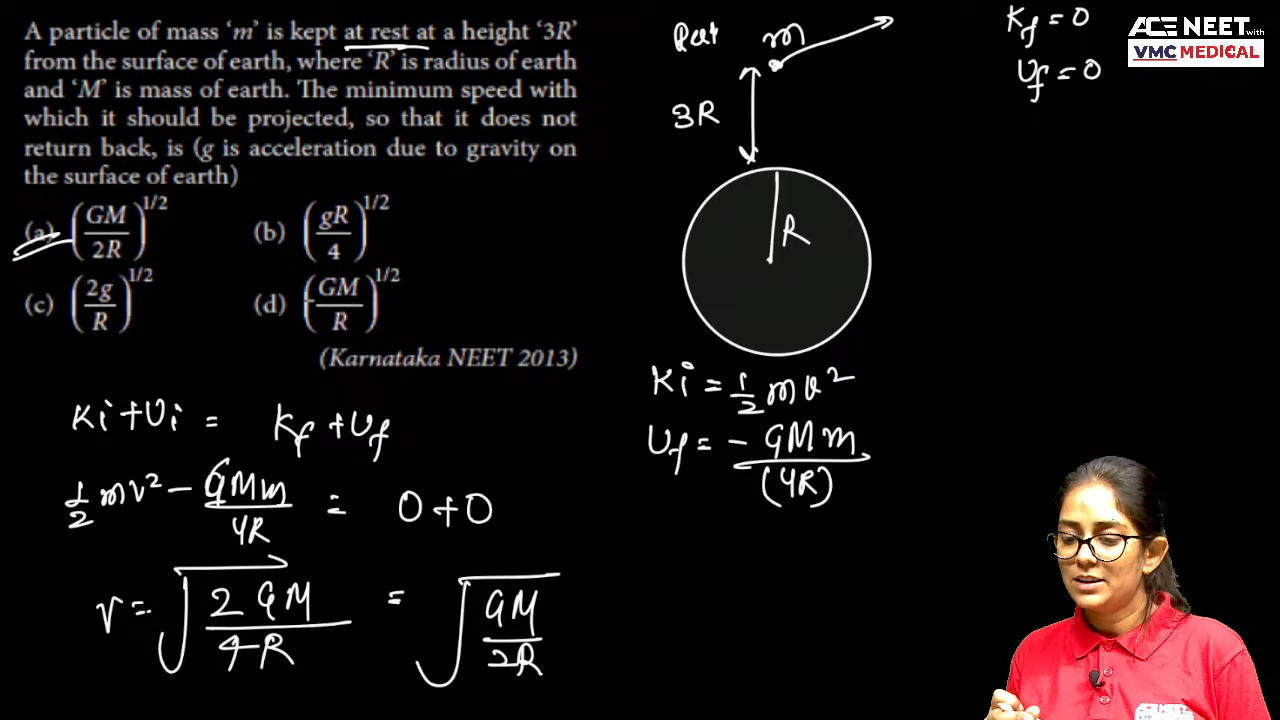 A particle of mass ‘m’ is kept at rest at a height ‘3R’
from the surface of earth, where ‘R’ is radius of earth
and ‘M’ is mass of earth. The minimum speed with
which it should be projected, so that it does not
return back, is (g is acceleration due to gravity on
the surface of earth)
(a) (GM/2R)^1/2 (b) (gR/4)^1/2
(c) (2g/R)^1/2 (d) (GM/R)^1/2
(Karnataka NEET 2013)
Ki + Ui = Kf + Uf
1/2 mv² − GMm/4R = 0 + 0
v = √(2GM/4R) = √(GM/2R)
m
3R
R
Ki = 1/2 mv²
Uf = − GMm/(4R)
Kf = 0
Uf = 0
ACE NEET with
VMC MEDICAL
ACE NEET
VMC MEDICAL